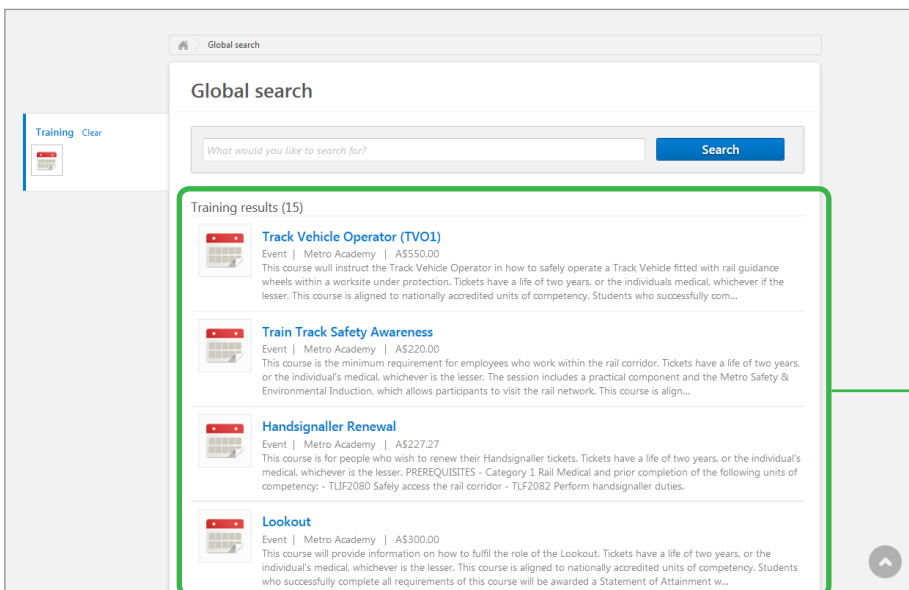 Global search
Global search
Training Clear
What would you like to search for?
Search
Training results (15)
Track Vehicle Operator (TVO1)
Event | Metro Academy | A$550.00
This course wull instruct the Track Vehicle Operator in how to safely operate a Track Vehicle fitted with rail guidance
wheels within a worksite under protection. Tickets have a life of two years, or the individuals medical, whichever if the
lesser. This course is aligned to nationally accredited units of competency. Students who successfully com...
Train Track Safety Awareness
Event | Metro Academy | A$220.00
This course is the minimum requirement for employees who work within the rail corridor. Tickets have a life of two years,
or the individual's medical, whichever is the lesser. The session includes a practical component and the Metro Safety &
Environmental Induction, which allows participants to visit the rail network. This course is align...
Handsignaller Renewal
Event | Metro Academy | A$227.27
This course is for people who wish to renew their Handsignaller tickets. Tickets have a life of two years, or the individual's
medical, whichever is the lesser. PREREQUISITES - Category 1 Rail Medical and prior completion of the following units of
competency: - TLIF2080 Safely access the rail corridor - TLF2082 Perform handsignaller duties.
Lookout
Event | Metro Academy | A$300.00
This course will provide information on how to fulfil the role of the Lookout. Tickets have a life of two years, or the
individual's medical, whichever is the lesser. This course is aligned to nationally accredited units of competency. Students
who successfully complete all requirements of this course will be awarded a Statement of Attainment w...